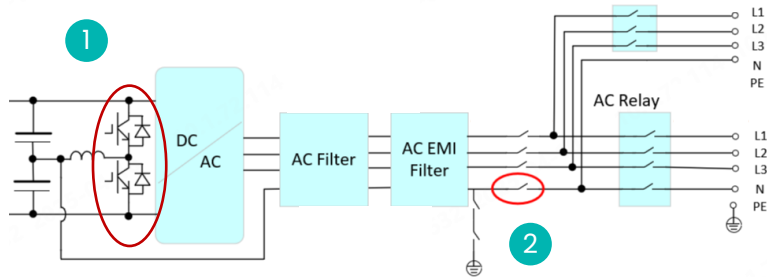 1
L1
L2
L3
N
PE
AC Relay
DC
AC
AC Filter
AC EMI
Filter
L1
L2
L3
N
PE
2